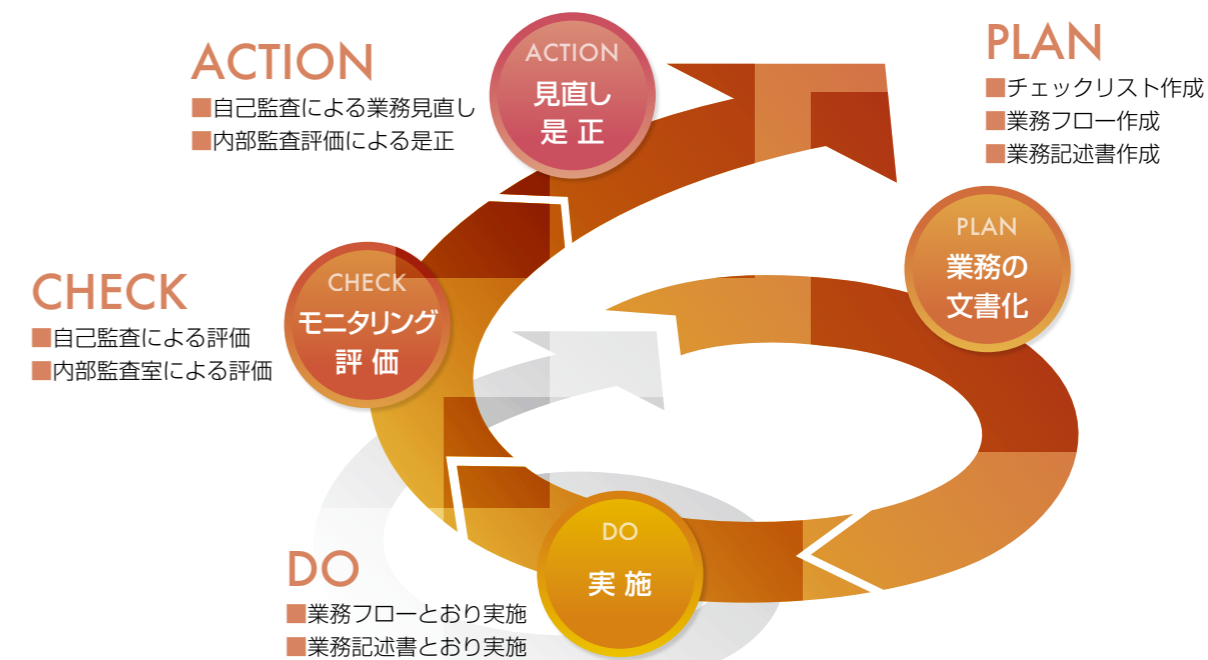 ACTION
■自己監査による業務見直し
■内部監査評価による是正
ACTION
見直し
是 正
PLAN
■チェックリスト作成
■業務フロー作成
■業務記述書作成
PLAN
業務の
文書化
CHECK
■自己監査による評価
■内部監査室による評価
CHECK
モニタリング
評 価
DO
■業務フローとおり実施
■業務記述書とおり実施
DO
実 施